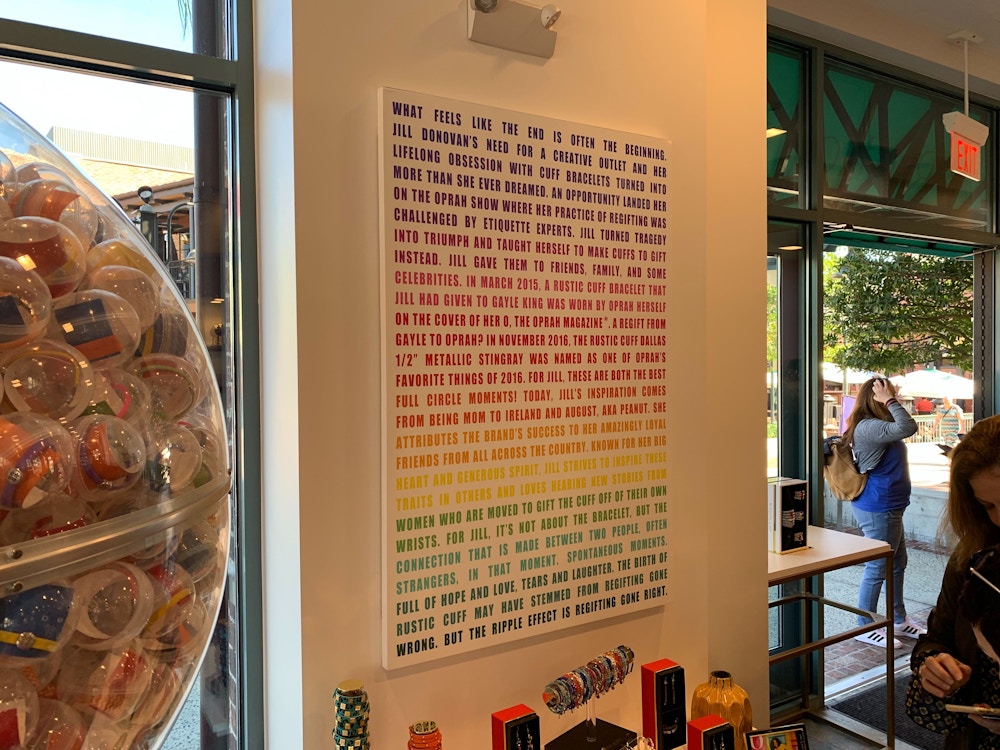 WHAT FEELS LIKE THE END IS OFTEN THE BEGINNING.
JILL DONOVAN'S NEED FOR A CREATIVE OUTLET AND HER
LIFELONG OBSESSION WITH CUFF BRACELETS TURNED INTO
MORE THAN SHE EVER DREAMED. AN OPPORTUNITY LANDED HER
ON THE OPRAH SHOW WHERE HER PRACTICE OF REGIFTING WAS
CHALLENGED BY ETIQUETTE EXPERTS. JILL TURNED TRAGEDY
INTO TRIUMPH AND TAUGHT HERSELF TO MAKE CUFFS TO GIFT
INSTEAD. JILL GAVE THEM TO FRIENDS, FAMILY, AND SOME
CELEBRITIES. IN MARCH 2015, A RUSTIC CUFF BRACELET THAT
JILL HAD GIVEN TO GAYLE KING WAS WORN BY OPRAH HERSELF
ON THE COVER OF HER O, THE OPRAH MAGAZINE®. A REGIFT FROM
GAYLE TO OPRAH? IN NOVEMBER 2016, THE RUSTIC CUFF DALLAS
1/2" METALLIC STINGRAY WAS NAMED AS ONE OF OPRAH'S
FAVORITE THINGS OF 2016. FOR JILL, THESE ARE BOTH THE BEST
FULL CIRCLE MOMENTS! TODAY, JILL'S INSPIRATION COMES
FROM BEING MOM TO IRELAND AND AUGUST, AKA PEANUT. SHE
ATTRIBUTES THE BRAND'S SUCCESS TO HER AMAZINGLY LOYAL
FRIENDS FROM ALL ACROSS THE COUNTRY. KNOWN FOR HER BIG
HEART AND GENEROUS SPIRIT, JILL STRIVES TO INSPIRE THESE
TRAITS IN OTHERS AND LOVES HEARING NEW STORIES FROM
WOMEN WHO ARE MOVED TO GIFT THE CUFF OFF OF THEIR OWN
WRISTS. FOR JILL, IT'S NOT ABOUT THE BRACELET, BUT THE
CONNECTION THAT IS MADE BETWEEN TWO PEOPLE, OFTEN
STRANGERS, IN THAT MOMENT. SPONTANEOUS MOMENTS,
FULL OF HOPE AND LOVE, TEARS AND LAUGHTER. THE BIRTH OF
RUSTIC CUFF MAY HAVE STEMMED FROM REGIFTING GONE
WRONG. BUT THE RIPPLE EFFECT IS REGIFTING GONE RIGHT.
EXIT